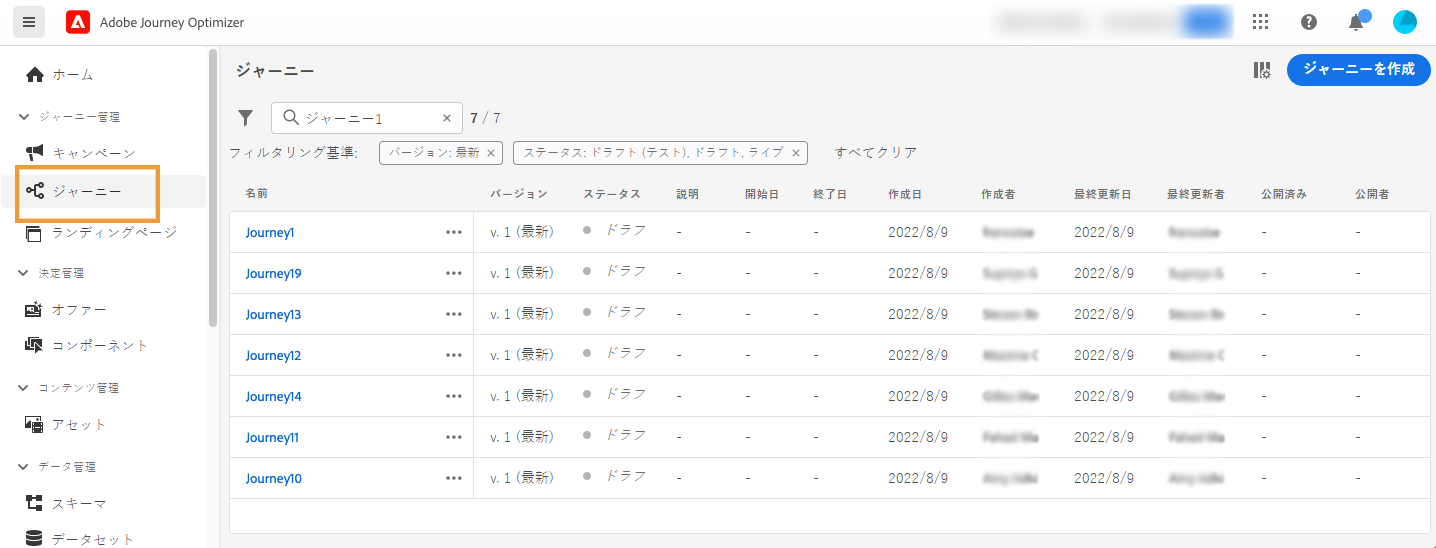 Adobe Journey Optimizer
ホーム
ジャーニー管理
キャンペーン
ジャーニー
ランディングページ
決定管理
オファー
コンポーネント
コンテンツ管理
アセット
データ管理
スキーマ
データセット
ジャーニー
ジャーニーを作成
ジャーニー1 × 7 / 7
フィルタリング基準: バージョン: 最新 × ステータス: ドラフト (テスト), ドラフト, ライブ × すべてクリア
名前 バージョン ステータス 説明 開始日 終了日 作成日 作成者 最終更新日 最終更新者 公開済み 公開者
Journey1 ••• v. 1 (最新) ドラフ - - - 2022/8/9 2022/8/9 - -
Journey19 ••• v. 1 (最新) ドラフ - - - 2022/8/9 2022/8/9 - -
Journey13 ••• v. 1 (最新) ドラフ - - - 2022/8/9 2022/8/9 - -
Journey12 ••• v. 1 (最新) ドラフ - - - 2022/8/9 2022/8/9 - -
Journey14 ••• v. 1 (最新) ドラフ - - - 2022/8/9 2022/8/9 - -
Journey11 ••• v. 1 (最新) ドラフ - - - 2022/8/9 2022/8/9 - -
Journey10 ••• v. 1 (最新) ドラフ - - - 2022/8/9 2022/8/9 - -